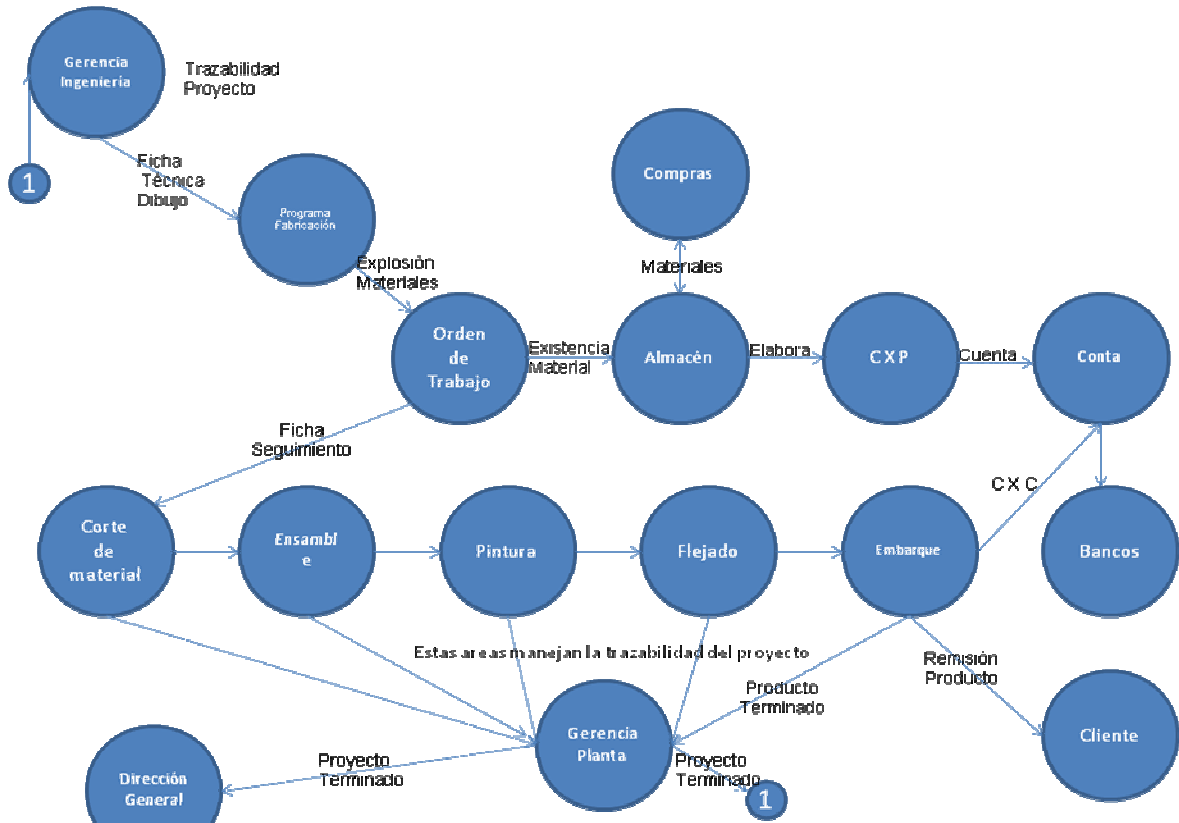 Gerencia
Ingeniería
Trazabilidad
Proyecto
1
Ficha
Técnica
Dibujo
Programa
Fabricación
Compras
Explosión
Materiales
Materiales
Orden
de
Trabajo
Existencia
Material
Almacén
Elabora
C X P
Cuenta
Conta
Ficha
Seguimiento
C X C
Corte
de
material
Ensambl
e
Pintura
Flejado
Embarque
Bancos
Estas areas manejan la trazabilidad del proyecto
Remisión
Producto
Producto
Terminado
Gerencia
Planta
Cliente
Proyecto
Terminado
Proyecto
Terminado
Dirección
General
1